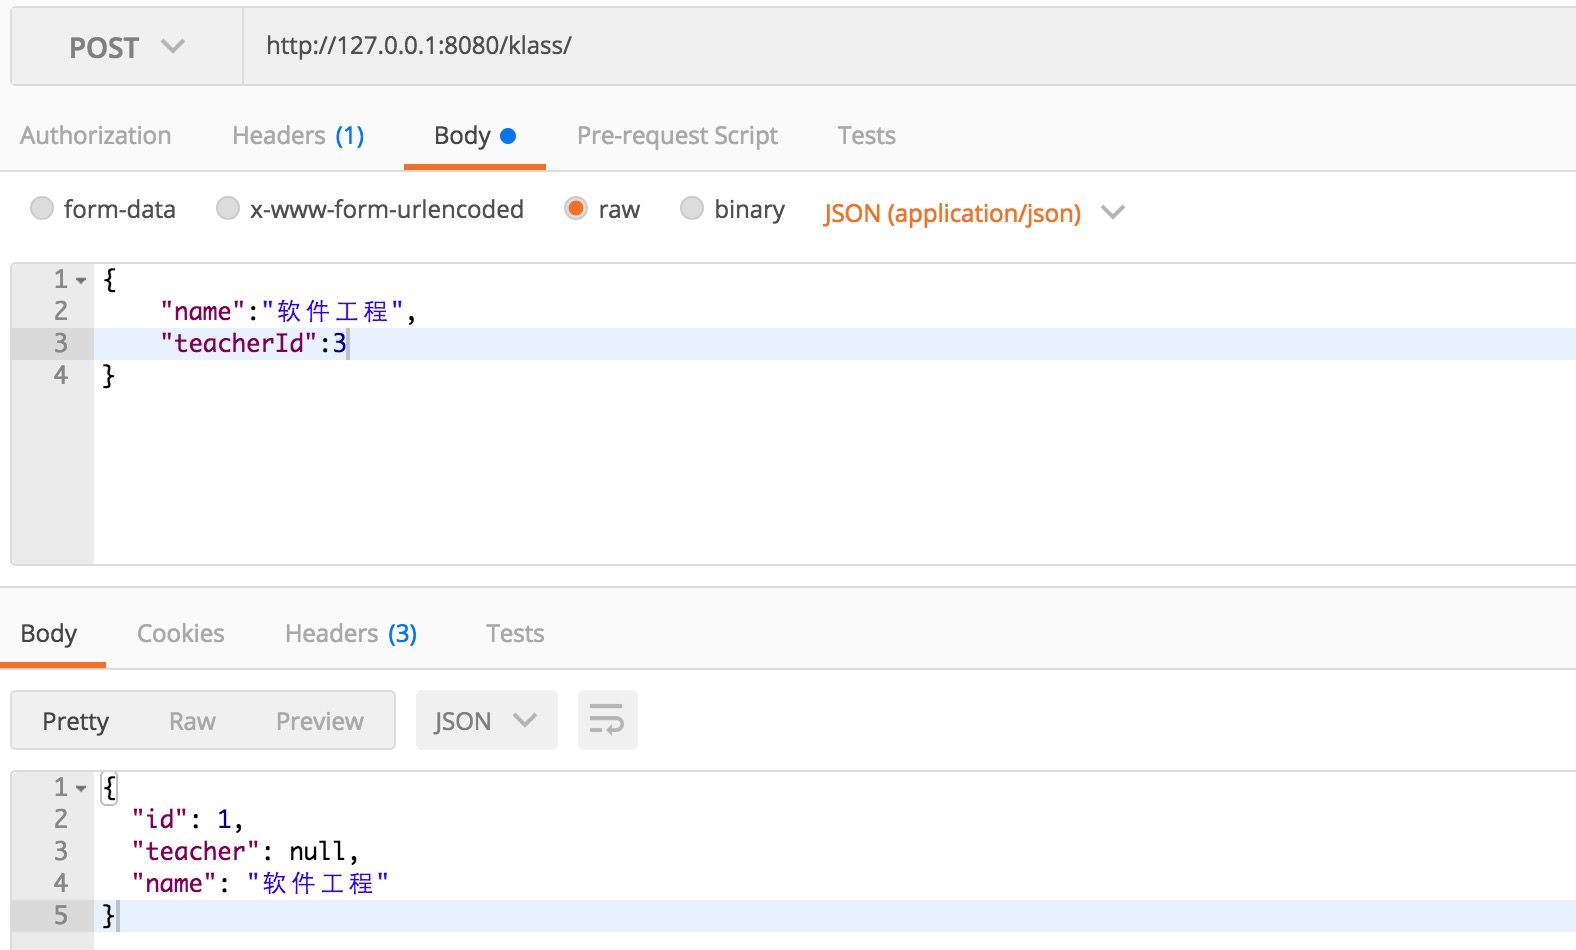 POST http://127.0.0.1:8080/klass/
Authorization Headers (1) Body Pre-request Script Tests
form-data x-www-form-urlencoded raw binary JSON (application/json)
1 {
2 "name":"软件工程",
3 "teacherId":3
4 }
Body Cookies Headers (3) Tests
Pretty Raw Preview JSON
1 {
2 "id": 1,
3 "teacher": null,
4 "name": "软件工程"
5 }